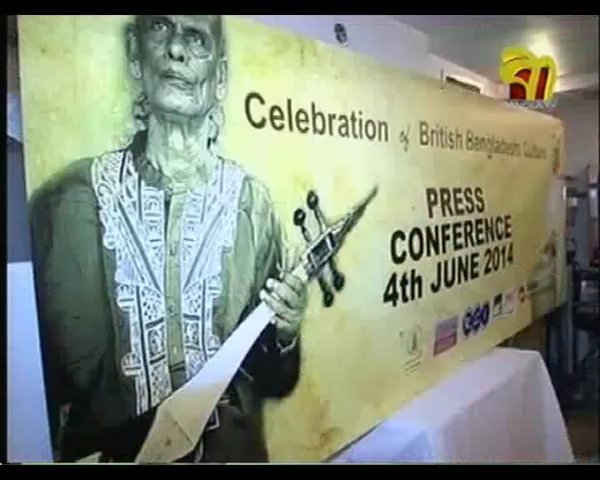 Celebration of British Bangladeshi Culture
PRESS
CONFERENCE
4th JUNE 2014